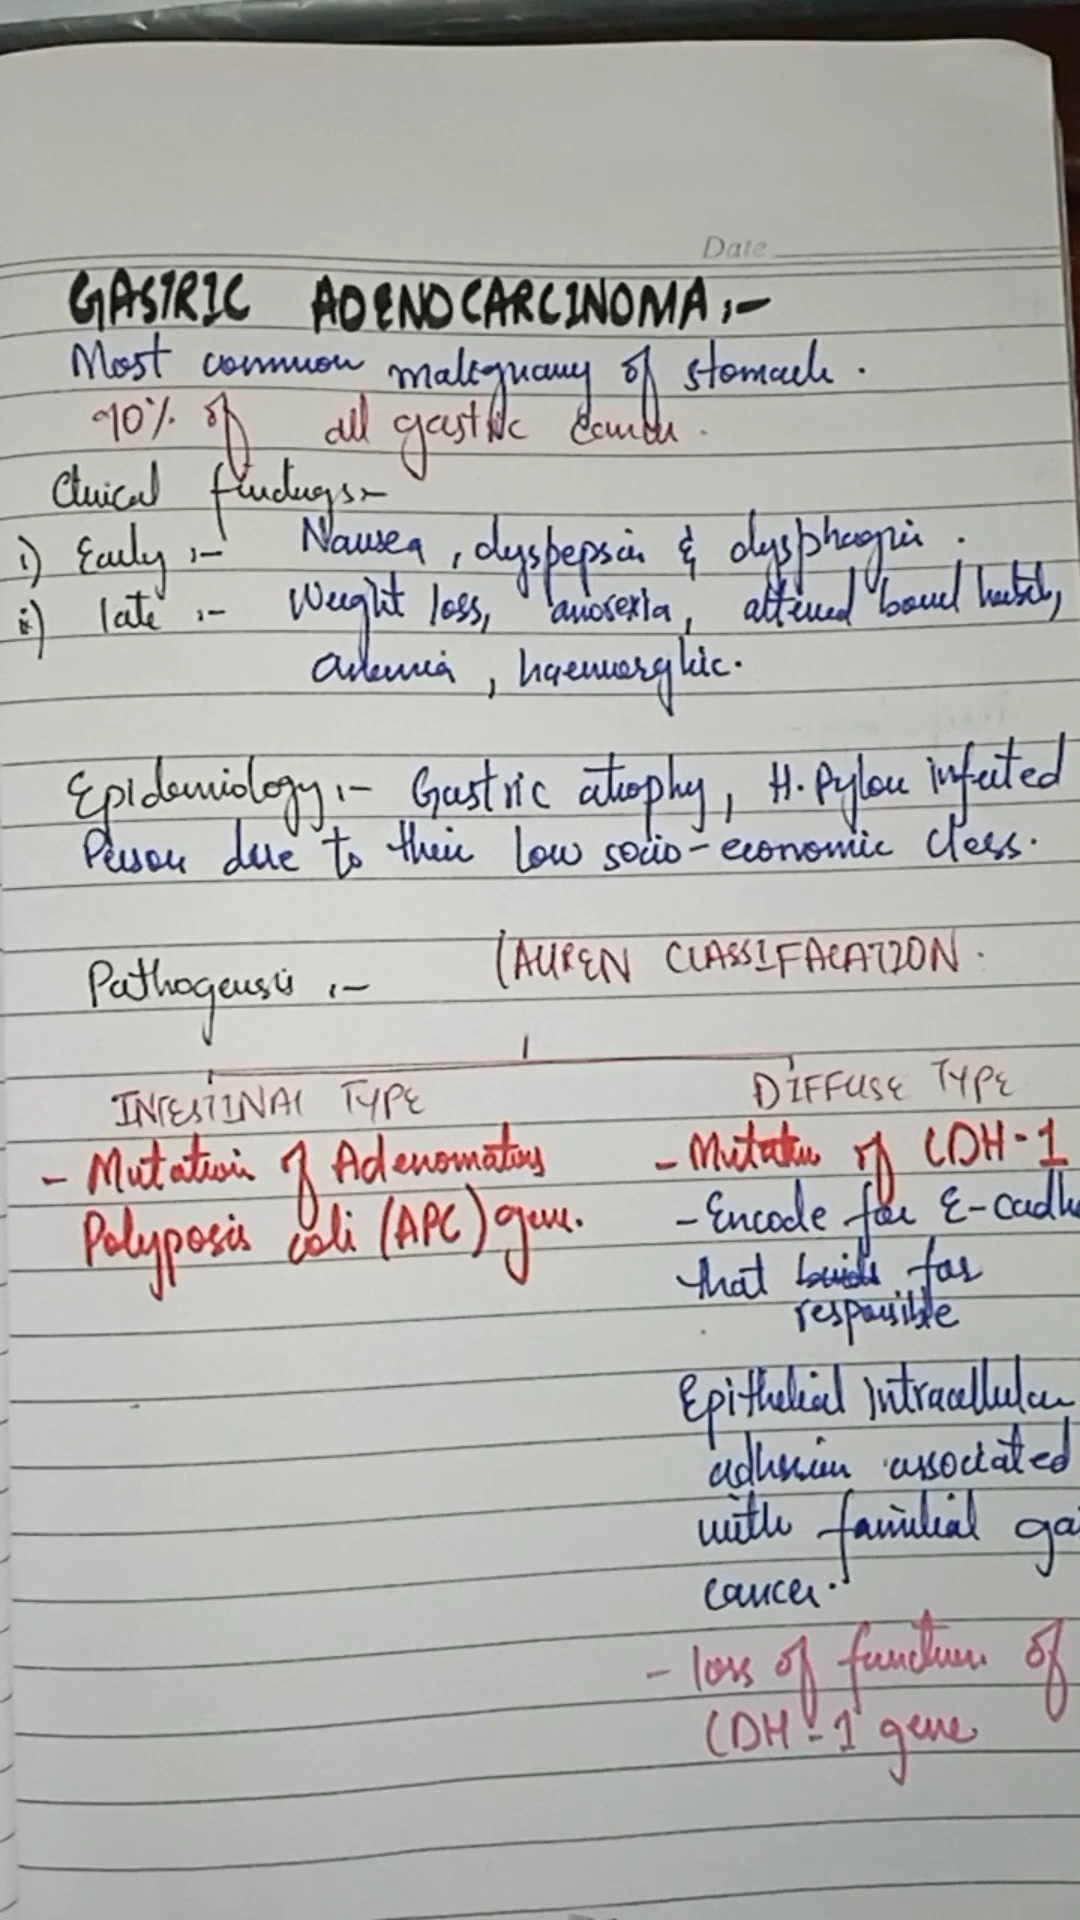 Date
GASTRIC ADENOCARCINOMA:-
Most common malignancy of stomach.
90% of all gastric cancer.
Clinical findings:-
i) Early :- Nausea, dyspepsia & dysphagia.
ii) late :- Weight loss, anorexia, altered bowel habits,
anemia, haemorrghic.
Epidemiology:- Gastric atrophy, H. Pylori infected
Person due to their low socio-economic class.
Pathogensis :- LAUREN CLASSIFACATION.
INTESTINAL TYPE
DIFFUSE TYPE
- Mutation of Adenomatous
Polyposis coli (APC) gene.
- Mutation of CDH-1
- Encode for E-cadhe
that for
responsible
Epithelial intracellular
adhesion associated
with familial ga
cancer.
- loss of function of
CDH-1 gene